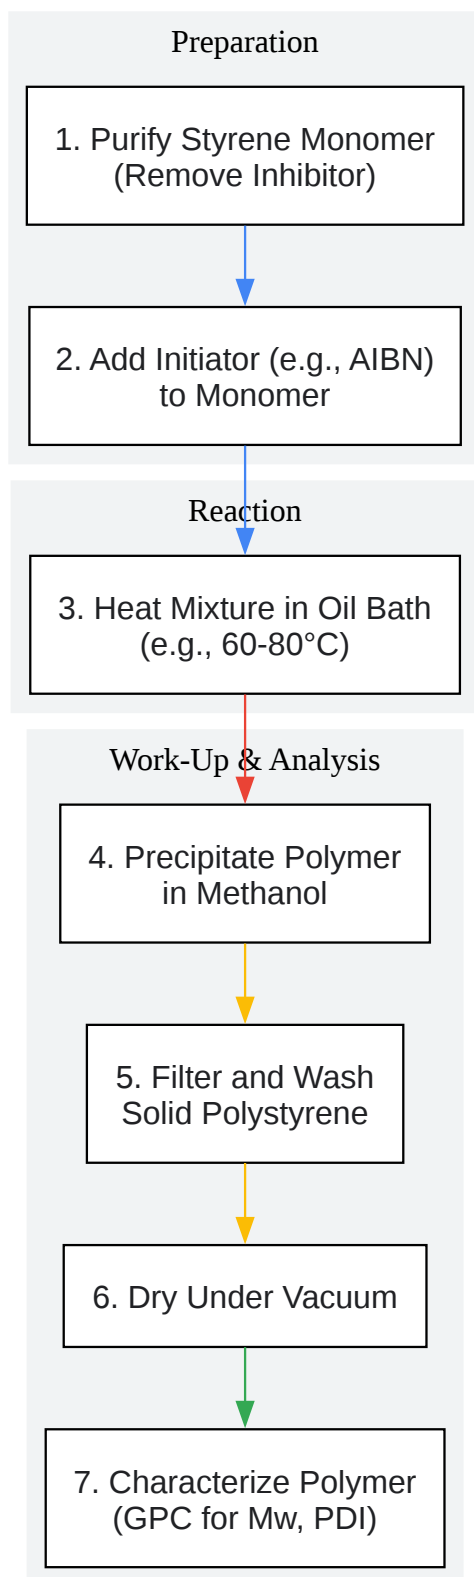 Preparation
1. Purify Styrene Monomer
(Remove Inhibitor)
2. Add Initiator (e.g., AIBN)
to Monomer
Reaction
3. Heat Mixture in Oil Bath
(e.g., 60-80°C)
Work-Up & Analysis
4. Precipitate Polymer
in Methanol
5. Filter and Wash
Solid Polystyrene
6. Dry Under Vacuum
7. Characterize Polymer
(GPC for Mw, PDI)